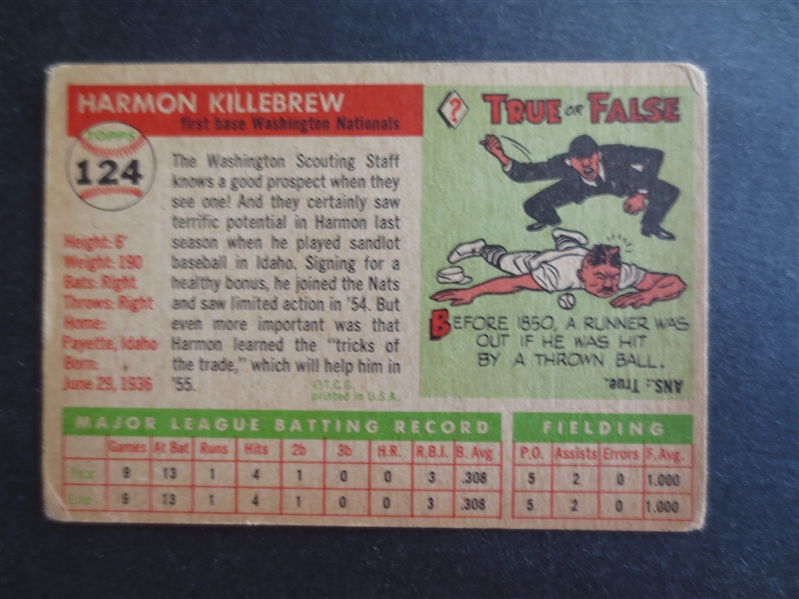 HARMON KILLEBREW
first base Washington Nationals
TOPPS
124
Height: 6'
Weight: 190
Bats: Right
Throws: Right
Home:
Payette, Idaho
Born:
June 29, 1936
The Washington Scouting Staff
knows a good prospect when they
see one! And they certainly saw
terrific potential in Harmon last
season when he played sandlot
baseball in Idaho. Signing for a
healthy bonus, he joined the Nats
and saw limited action in '54. But
even more important was that
Harmon learned the "tricks of
the trade," which will help him in
'55.
©T.C.G.
printed in U.S.A.
?
TRUE OR FALSE
BEFORE 1850, A RUNNER WAS
OUT IF HE WAS HIT
BY A THROWN BALL.
ANS.: True.
MAJOR LEAGUE BATTING RECORD
Games At Bat Runs Hits 2b 3b H.R. R.B.I. B. Avg
Year 9 13 1 4 1 0 0 3 .308
Life 9 13 1 4 1 0 0 3 .308
FIELDING
P.O. Assists Errors F. Avg.
5 2 0 1.000
5 2 0 1.000